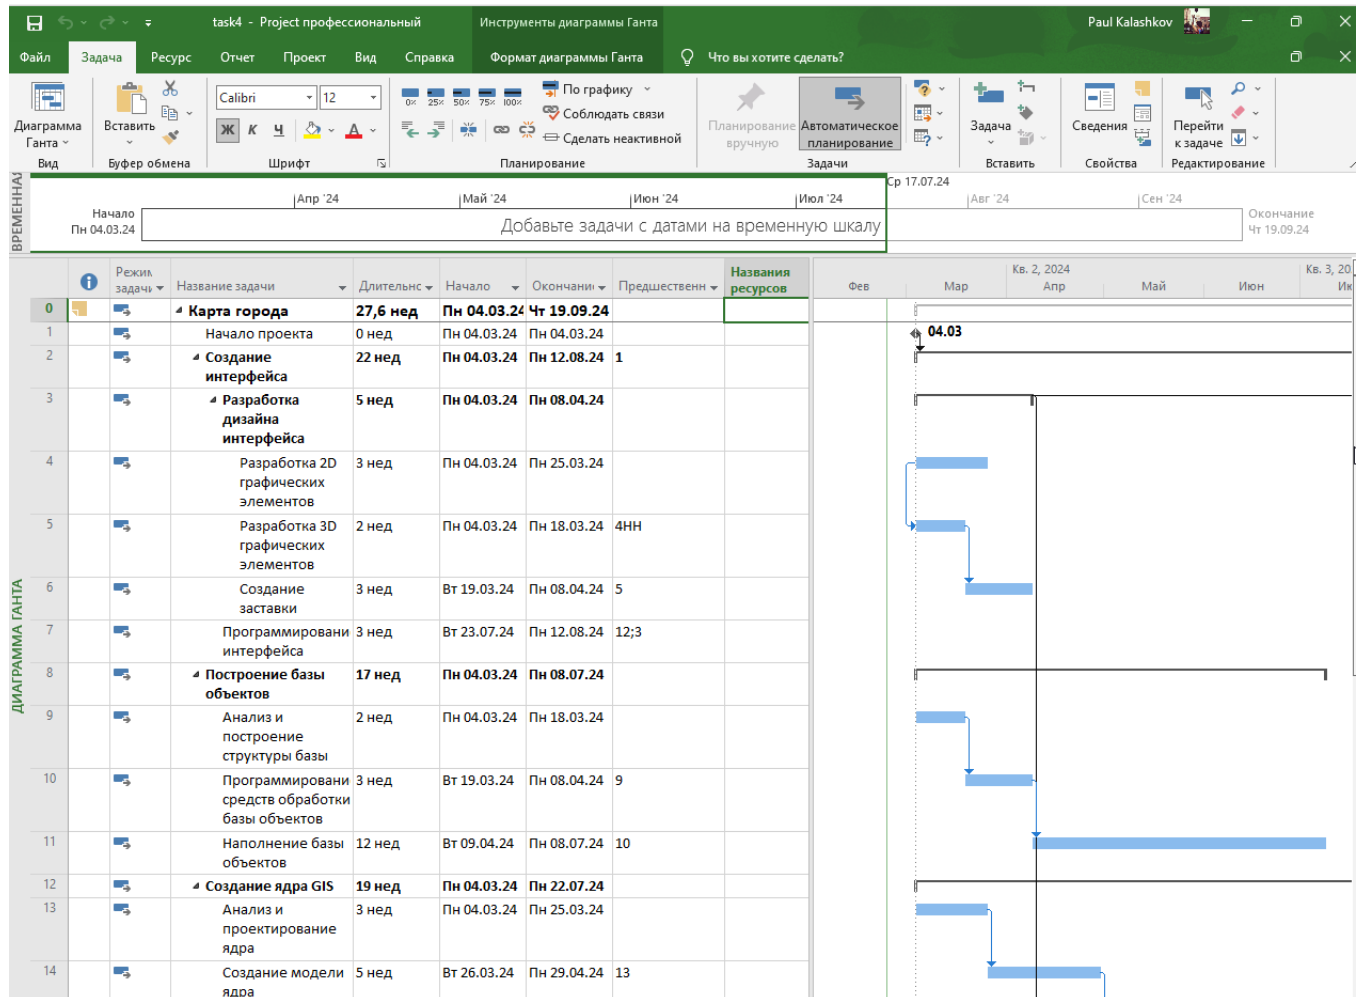 task4 - Project профессиональный
Инструменты диаграммы Ганта
Paul Kalashkov
Файл Задача Ресурс Отчет Проект Вид Справка Формат диаграммы Ганта Что вы хотите сделать?
Диаграмма Ганта
Вид
Вставить
Буфер обмена
Calibri 12
Ж К Ч А
Шрифт
0× 25× 50× 75× 100×
По графику
Соблюдать связи
Сделать неактивной
Планирование
Планирование вручную
Автоматическое планирование
Задачи
Задача
Вставить
Сведения
Свойства
Перейти к задаче
Редактирование
ВРЕМЕННАЯ
Ср 17.07.24
Апр '24 Май '24 Июн '24 Июл '24 Авг '24 Сен '24
Начало
Пн 04.03.24
Добавьте задачи с датами на временную шкалу
Окончание
Чт 19.09.24
ДИАГРАММА ГАНТА
Режим задачи Название задачи Длительнс Начало Окончани Предшественн Названия ресурсов
Кв. 2, 2024 Кв. 3, 20
Фев Мар Апр Май Июн Ию
0 Карта города 27,6 нед Пн 04.03.24 Чт 19.09.24
1 Начало проекта 0 нед Пн 04.03.24 Пн 04.03.24
04.03
2 Создание интерфейса 22 нед Пн 04.03.24 Пн 12.08.24 1
3 Разработка дизайна интерфейса 5 нед Пн 04.03.24 Пн 08.04.24
4 Разработка 2D графических элементов 3 нед Пн 04.03.24 Пн 25.03.24
5 Разработка 3D графических элементов 2 нед Пн 04.03.24 Пн 18.03.24 4НН
6 Создание заставки 3 нед Вт 19.03.24 Пн 08.04.24 5
7 Программировани интерфейса 3 нед Вт 23.07.24 Пн 12.08.24 12;3
8 Построение базы объектов 17 нед Пн 04.03.24 Пн 08.07.24
9 Анализ и построение структуры базы 2 нед Пн 04.03.24 Пн 18.03.24
10 Программировани средств обработки базы объектов 3 нед Вт 19.03.24 Пн 08.04.24 9
11 Наполнение базы объектов 12 нед Вт 09.04.24 Пн 08.07.24 10
12 Создание ядра GIS 19 нед Пн 04.03.24 Пн 22.07.24
13 Анализ и проектирование ядра 3 нед Пн 04.03.24 Пн 25.03.24
14 Создание модели ядра 5 нед Вт 26.03.24 Пн 29.04.24 13